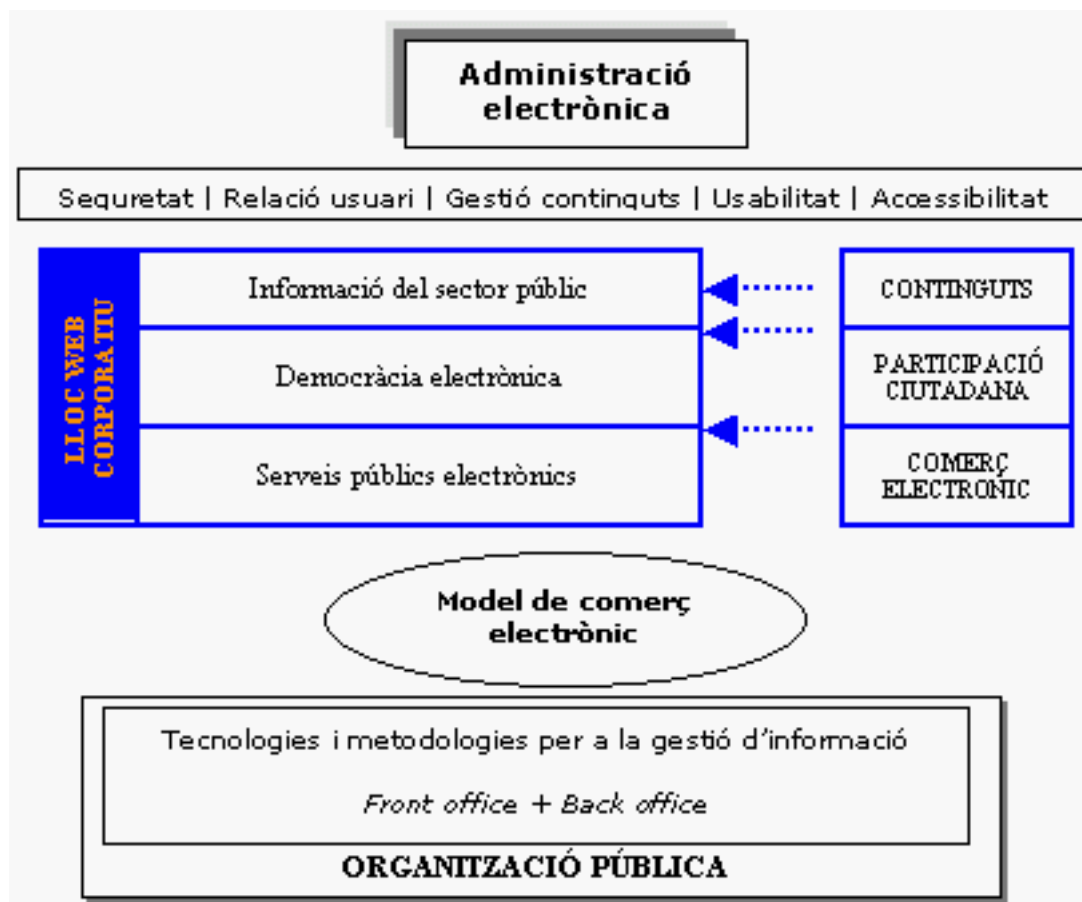 Administració
electrònica
Seguretat | Relació usuari | Gestió continguts | Usabilitat | Accessibilitat
LLOC WEB
CORPORATIU
Informació del sector públic
CONTINGUTS
Democràcia electrònica
PARTICIPACIÓ
CIUTADANA
Serveis públics electrònics
COMERÇ
ELECTRONIC
Model de comerç
electrònic
Tecnologies i metodologies per a la gestió d'informació
Front office + Back office
ORGANITZACIÓ PÚBLICA